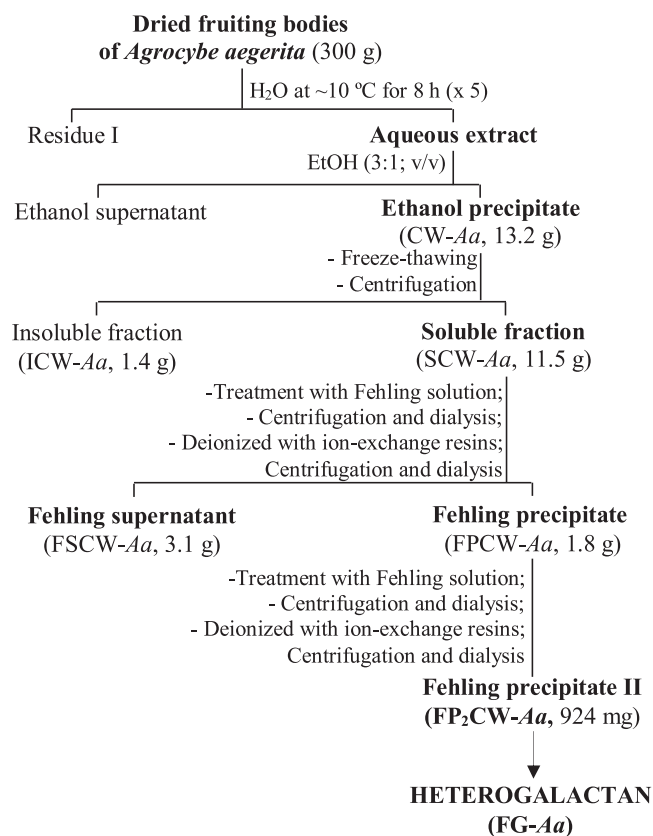 Dried fruiting bodies
of Agrocybe aegerita (300 g)
H₂O at ~10 ºC for 8 h (x 5)
Residue I
Aqueous extract
EtOH (3:1; v/v)
Ethanol supernatant
Ethanol precipitate
(CW-Aa, 13.2 g)
- Freeze-thawing
- Centrifugation
Insoluble fraction
(ICW-Aa, 1.4 g)
Soluble fraction
(SCW-Aa, 11.5 g)
-Treatment with Fehling solution;
- Centrifugation and dialysis;
- Deionized with ion-exchange resins;
Centrifugation and dialysis
Fehling supernatant
(FSCW-Aa, 3.1 g)
Fehling precipitate
(FPCW-Aa, 1.8 g)
-Treatment with Fehling solution;
- Centrifugation and dialysis;
- Deionized with ion-exchange resins;
Centrifugation and dialysis
Fehling precipitate II
(FP₂CW-Aa, 924 mg)
HETEROGALACTAN
(FG-Aa)